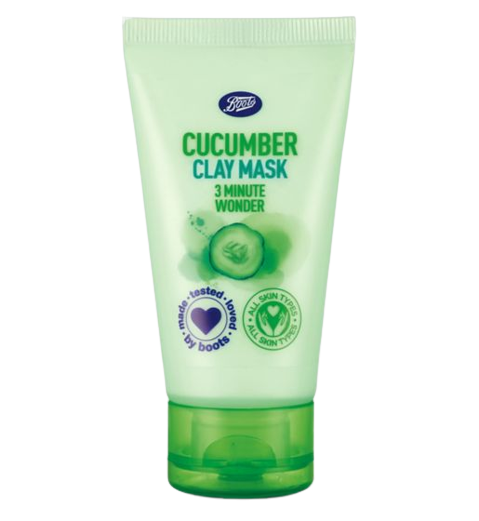 Boots
CUCUMBER
CLAY MASK
3 MINUTE
WONDER
made · tested · loved
· by boots ·
· ALL SKIN TYPES ·
ALL SKIN TYPES